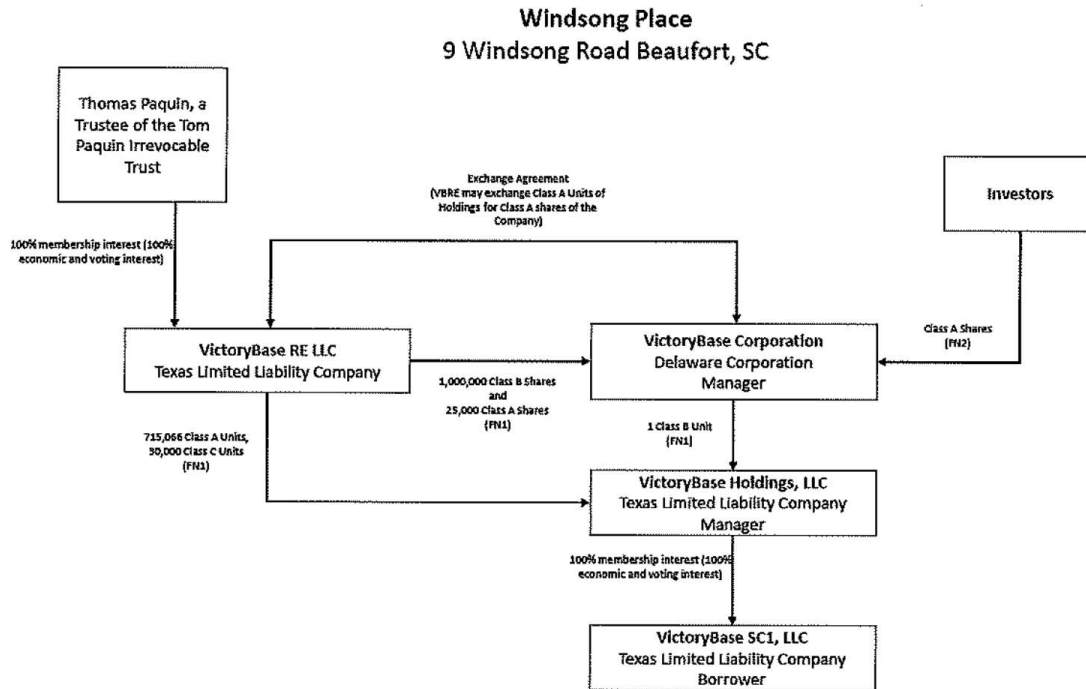 Windsong Place
9 Windsong Road Beaufort, SC
Thomas Paquin, a
Trustee of the Tom
Paquin Irrevocable
Trust
Exchange Agreement
(VBRE may exchange Class A Units of
Holdings for Class A shares of the
Company)
Investors
100% membership interest (100%
economic and voting interest)
VictoryBase RE LLC
Texas Limited Liability Company
VictoryBase Corporation
Delaware Corporation
Manager
Class A Shares
(FN2)
1,000,000 Class B Shares
and
25,000 Class A Shares
(FN1)
715,066 Class A Units,
30,000 Class C Units
(FN1)
1 Class B Unit
(FN1)
VictoryBase Holdings, LLC
Texas Limited Liability Company
Manager
100% membership interest (100%
economic and voting interest)
VictoryBase SC1, LLC
Texas Limited Liability Company
Borrower